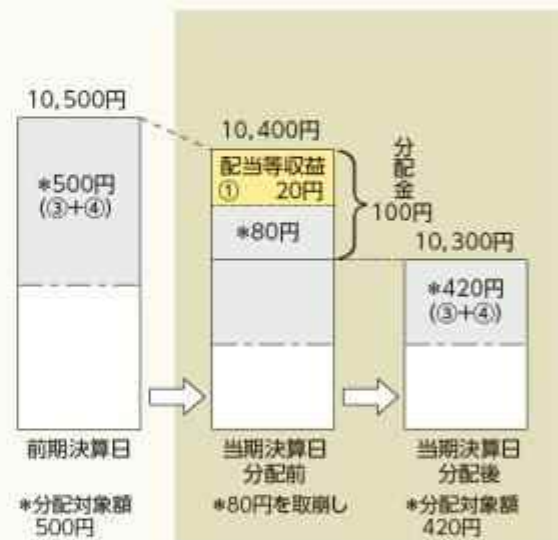 10,500円
*500円
(③+④)
前期決算日
*分配対象額
500円
10,400円
配当等収益
① 20円
*80円
分配金
100円
当期決算日
分配前
*80円を取崩し
10,300円
*420円
(③+④)
当期決算日
分配後
*分配対象額
420円